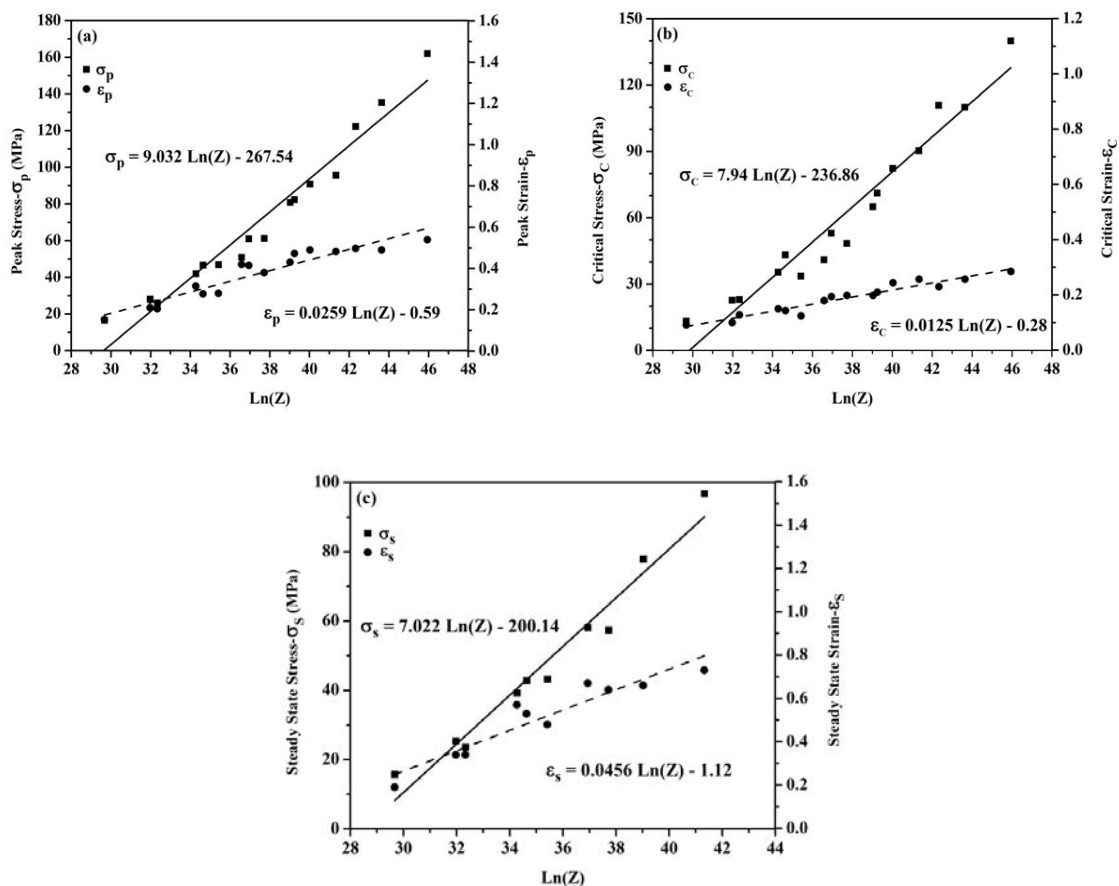 (a)
σp
εp
σp = 9.032 Ln(Z) - 267.54
εp = 0.0259 Ln(Z) - 0.59
Peak Stress-σp (MPa)
180
160
140
120
100
80
60
40
20
0
Peak Strain-εp
1.6
1.4
1.2
1.0
0.8
0.6
0.4
0.2
0.0
28 30 32 34 36 38 40 42 44 46 48
Ln(Z)
(b)
σC
εC
σC = 7.94 Ln(Z) - 236.86
εC = 0.0125 Ln(Z) - 0.28
Critical Stress-σC (MPa)
150
120
90
60
30
0
Critical Strain-εC
1.2
1.0
0.8
0.6
0.4
0.2
0.0
28 30 32 34 36 38 40 42 44 46 48
Ln(Z)
(c)
σs
εs
σs = 7.022 Ln(Z) - 200.14
εs = 0.0456 Ln(Z) - 1.12
Steady State Stress-σS (MPa)
100
80
60
40
20
0
Steady State Strain-εS
1.6
1.4
1.2
1.0
0.8
0.6
0.4
0.2
0.0
28 30 32 34 36 38 40 42 44
Ln(Z)